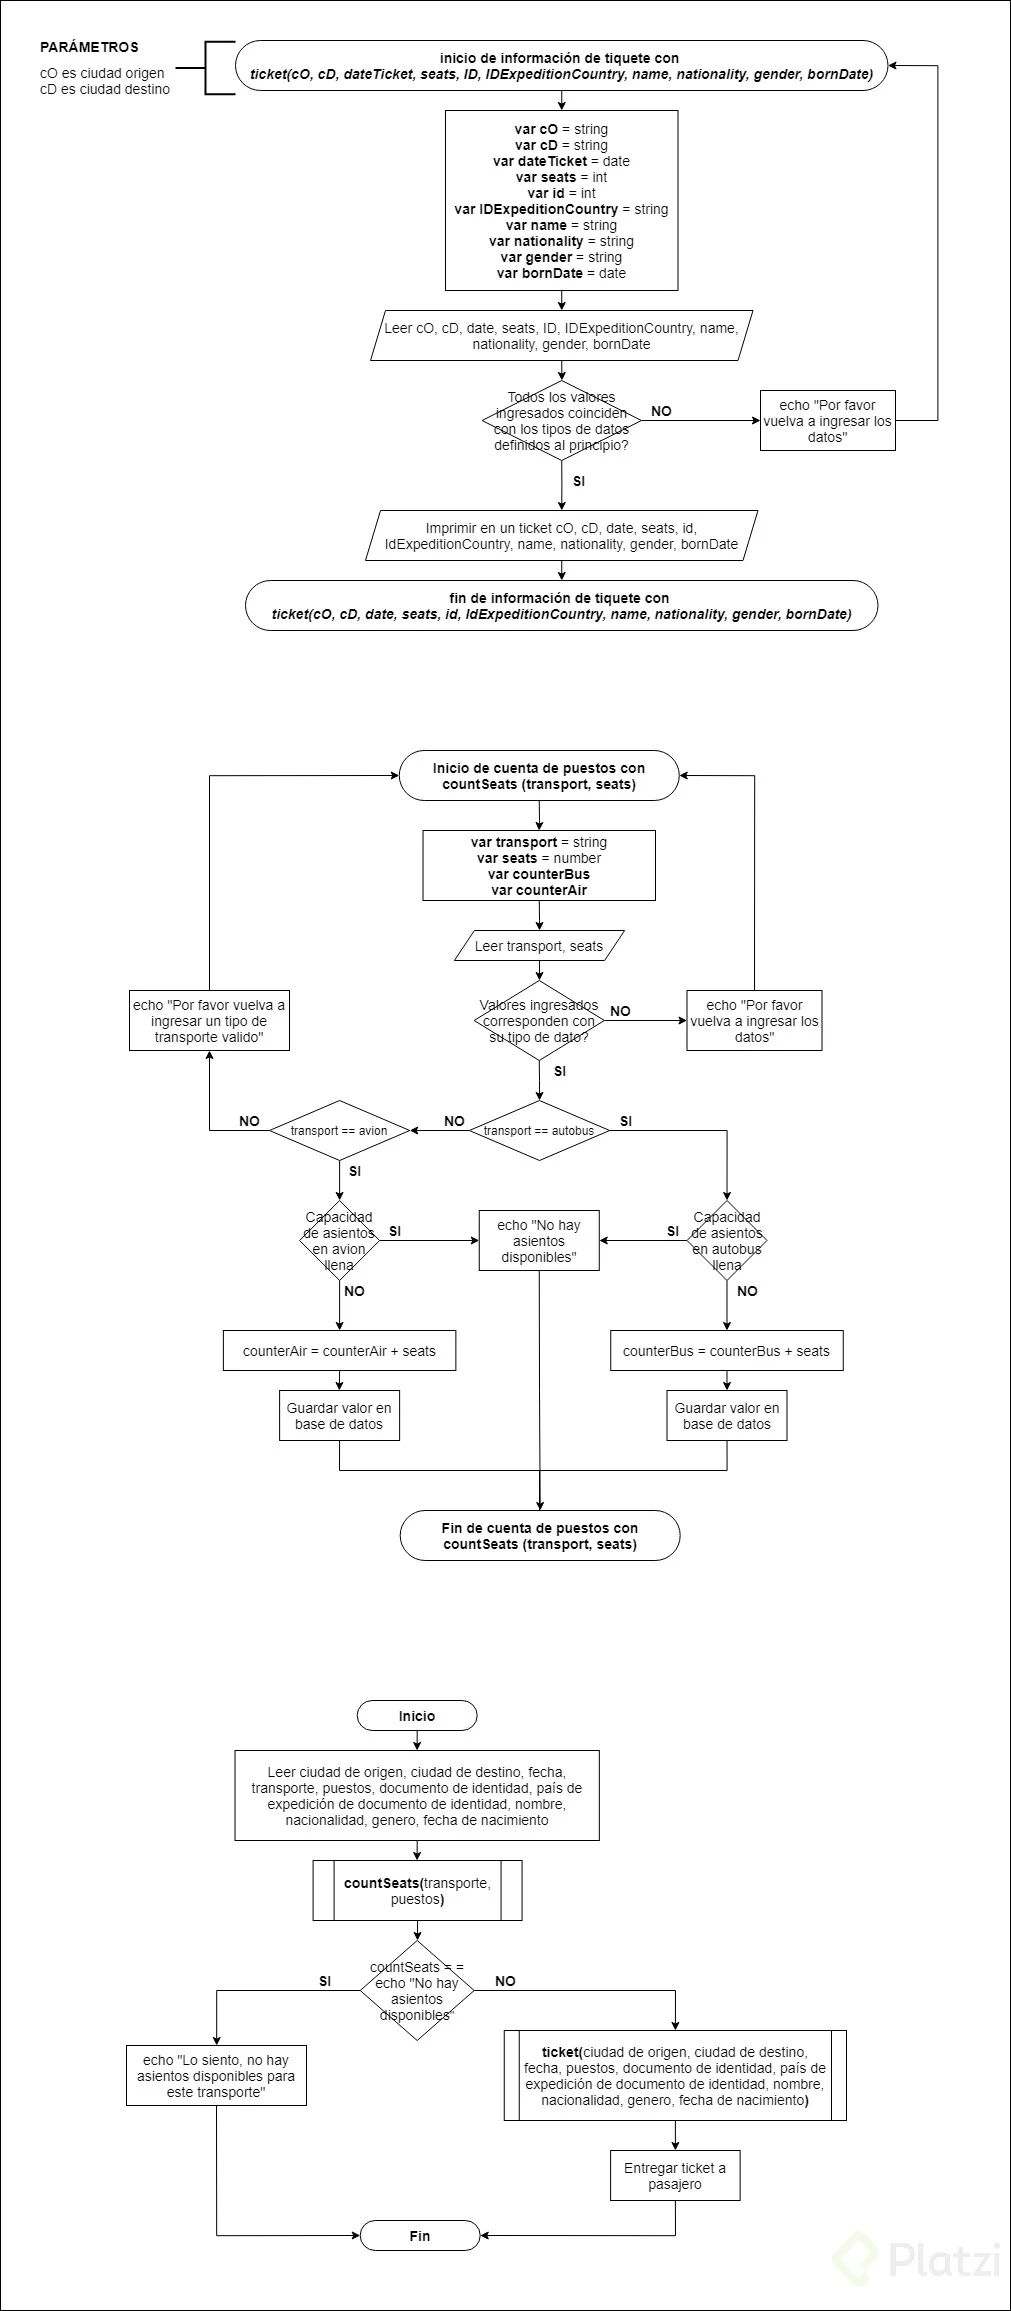 PARÁMETROS
cO es ciudad origen
cD es ciudad destino
inicio de información de tiquete con
ticket(cO, cD, dateTicket, seats, ID, IDExpeditionCountry, name, nationality, gender, bornDate)
var cO = string
var cD = string
var dateTicket = date
var seats = int
var id = int
var IDExpeditionCountry = string
var name = string
var nationality = string
var gender = string
var bornDate = date
Leer cO, cD, date, seats, ID, IDExpeditionCountry, name,
nationality, gender, bornDate
Todos los valores
ingresados coinciden
con los tipos de datos
definidos al principio?
NO
echo "Por favor
vuelva a ingresar los
datos"
SI
Imprimir en un ticket cO, cD, date, seats, id,
IdExpeditionCountry, name, nationality, gender, bornDate
fin de información de tiquete con
ticket(cO, cD, date, seats, id, IdExpeditionCountry, name, nationality, gender, bornDate)
Inicio de cuenta de puestos con
countSeats (transport, seats)
var transport = string
var seats = number
var counterBus
var counterAir
Leer transport, seats
echo "Por favor vuelva a
ingresar un tipo de
transporte valido"
Valores ingresados
corresponden con
su tipo de dato?
NO
echo "Por favor
vuelva a ingresar los
datos"
SI
NO
transport == avion
NO
transport == autobus
SI
SI
Capacidad
de asientos
en avion
llena
SI
echo "No hay
asientos
disponibles"
SI
Capacidad
de asientos
en autobus
llena
NO
NO
counterAir = counterAir + seats
counterBus = counterBus + seats
Guardar valor en
base de datos
Guardar valor en
base de datos
Fin de cuenta de puestos con
countSeats (transport, seats)
Inicio
Leer ciudad de origen, ciudad de destino, fecha,
transporte, puestos, documento de identidad, país de
expedición de documento de identidad, nombre,
nacionalidad, genero, fecha de nacimiento
countSeats(transporte,
puestos)
SI
countSeats = =
echo "No hay
asientos
disponibles"
NO
echo "Lo siento, no hay
asientos disponibles para
este transporte"
ticket(ciudad de origen, ciudad de destino,
fecha, puestos, documento de identidad, país de
expedición de documento de identidad, nombre,
nacionalidad, genero, fecha de nacimiento)
Entregar ticket a
pasajero
Fin
Platzi